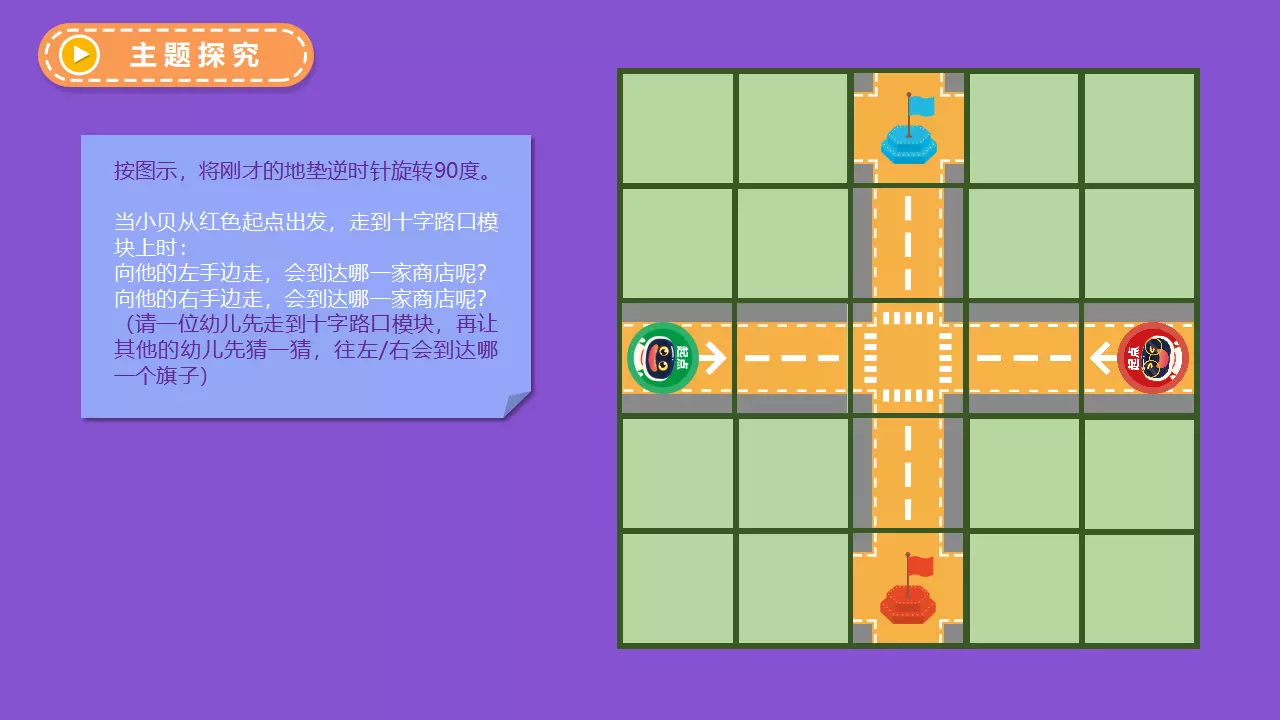 主题探究
按图示，将刚才的地垫逆时针旋转90度。
当小贝从红色起点出发，走到十字路口模
块上时：
向他的左手边走，会到达哪一家商店呢？
向他的右手边走，会到达哪一家商店呢？
（请一位幼儿先走到十字路口模块，再让
其他的幼儿先猜一猜，往左/右会到达哪
一个旗子）
起点
起点